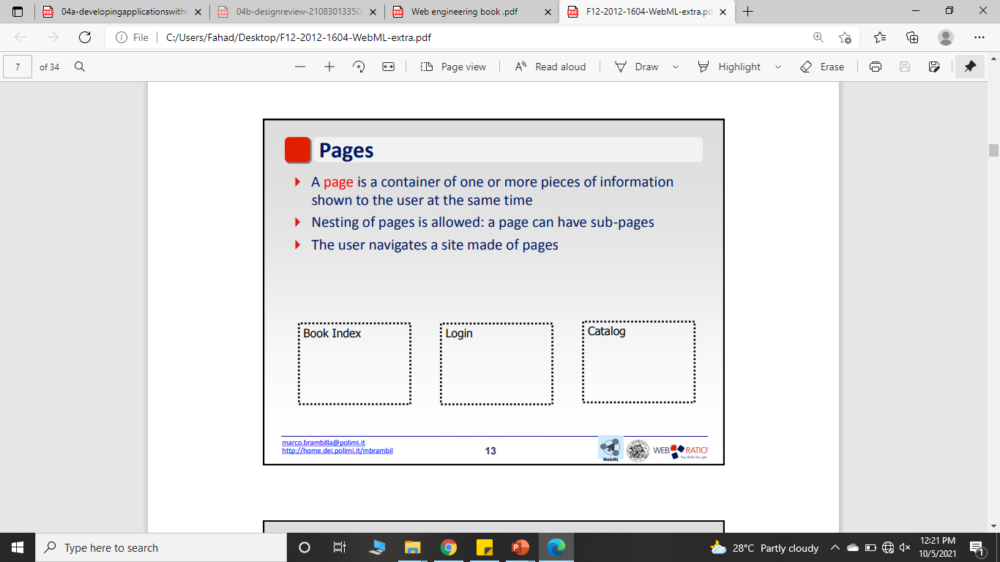 04a-developingapplicationswith
04b-designreview-2108301335
Web engineering book .pdf
F12-2012-1604-WebML-extra.pd
File
C:/Users/Fahad/Desktop/F12-2012-1604-WebML-extra.pdf
7 of 34
Page view
Read aloud
Draw
Highlight
Erase
Pages
A page is a container of one or more pieces of information
shown to the user at the same time
Nesting of pages is allowed: a page can have sub-pages
The user navigates a site made of pages
Book Index
Login
Catalog
marco.brambilla@polimi.it
http://home.dei.polimi.it/mbrambil
13
WebML
WEB RATIO
You think You get
Type here to search
28°C Partly cloudy
12:21 PM
10/5/2021
1